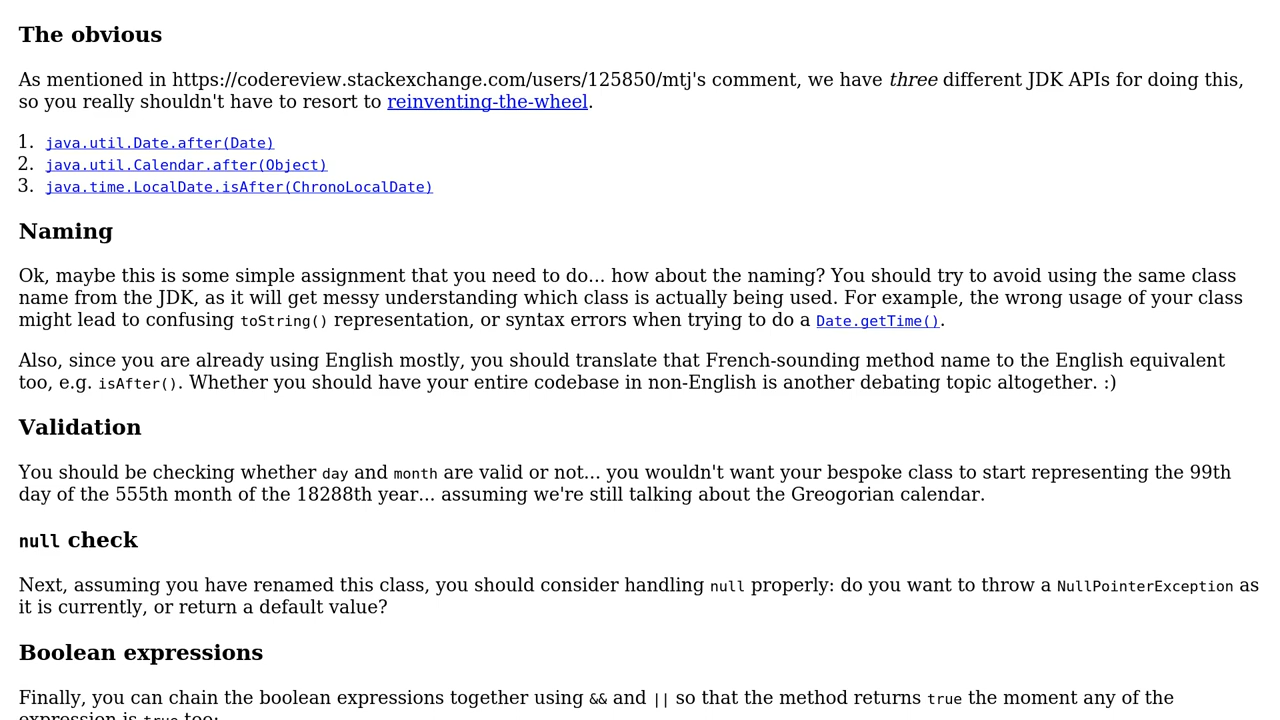 The obvious
As mentioned in https://codereview.stackexchange.com/users/125850/mtj's comment, we have three different JDK APIs for doing this,
so you really shouldn't have to resort to reinventing-the-wheel.
1. java.util.Date.after(Date)
2. java.util.Calendar.after(Object)
3. java.time.LocalDate.isAfter(ChronoLocalDate)
Naming
Ok, maybe this is some simple assignment that you need to do... how about the naming? You should try to avoid using the same class
name from the JDK, as it will get messy understanding which class is actually being used. For example, the wrong usage of your class
might lead to confusing toString() representation, or syntax errors when trying to do a Date.getTime().
Also, since you are already using English mostly, you should translate that French-sounding method name to the English equivalent
too, e.g. isAfter(). Whether you should have your entire codebase in non-English is another debating topic altogether. :)
Validation
You should be checking whether day and month are valid or not... you wouldn't want your bespoke class to start representing the 99th
day of the 555th month of the 18288th year... assuming we're still talking about the Greogorian calendar.
null check
Next, assuming you have renamed this class, you should consider handling null properly: do you want to throw a NullPointerException as
it is currently, or return a default value?
Boolean expressions
Finally, you can chain the boolean expressions together using && and || so that the method returns true the moment any of the
expression is true too: